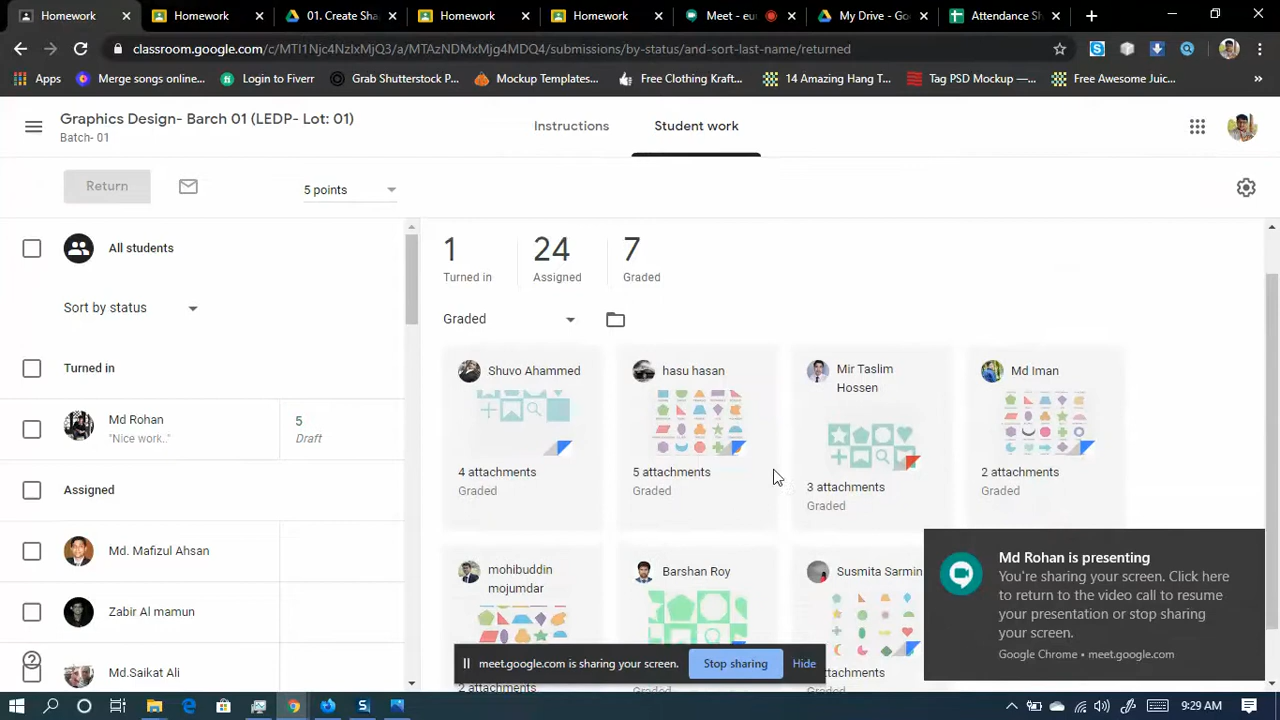 Homework
Homework
01. Create Sha
Homework
Homework
Meet - eu
My Drive - Go
Attendance Sh
classroom.google.com/c/MTI1Njc4NzIxMjQ3/a/MTAzNDMxMjg4MDQ4/submissions/by-status/and-sort-last-name/returned
Apps
Merge songs online...
Login to Fiverr
Grab Shutterstock P...
Mockup Templates...
Free Clothing Kraft...
14 Amazing Hang T...
Tag PSD Mockup —...
Free Awesome Juic...
Graphics Design- Barch 01 (LEDP- Lot: 01)
Batch- 01
Instructions
Student work
Return
5 points
All students
Sort by status
Turned in
Md Rohan
"Nice work.."
5
Draft
Assigned
Md. Mafizul Ahsan
Zabir Al mamun
Md.Saikat Ali
1
Turned in
24
Assigned
7
Graded
Graded
Shuvo Ahammed
4 attachments
Graded
hasu hasan
5 attachments
Graded
Mir Taslim
Hossen
3 attachments
Graded
Md Iman
2 attachments
Graded
mohibuddin
mojumdar
2 attachments
Barshan Roy
Graded
Susmita Sarmin
attachments
Md Rohan is presenting
You're sharing your screen. Click here
to return to the video call to resume
your presentation or stop sharing
your screen.
Google Chrome • meet.google.com
meet.google.com is sharing your screen.
Stop sharing
Hide
9:29 AM